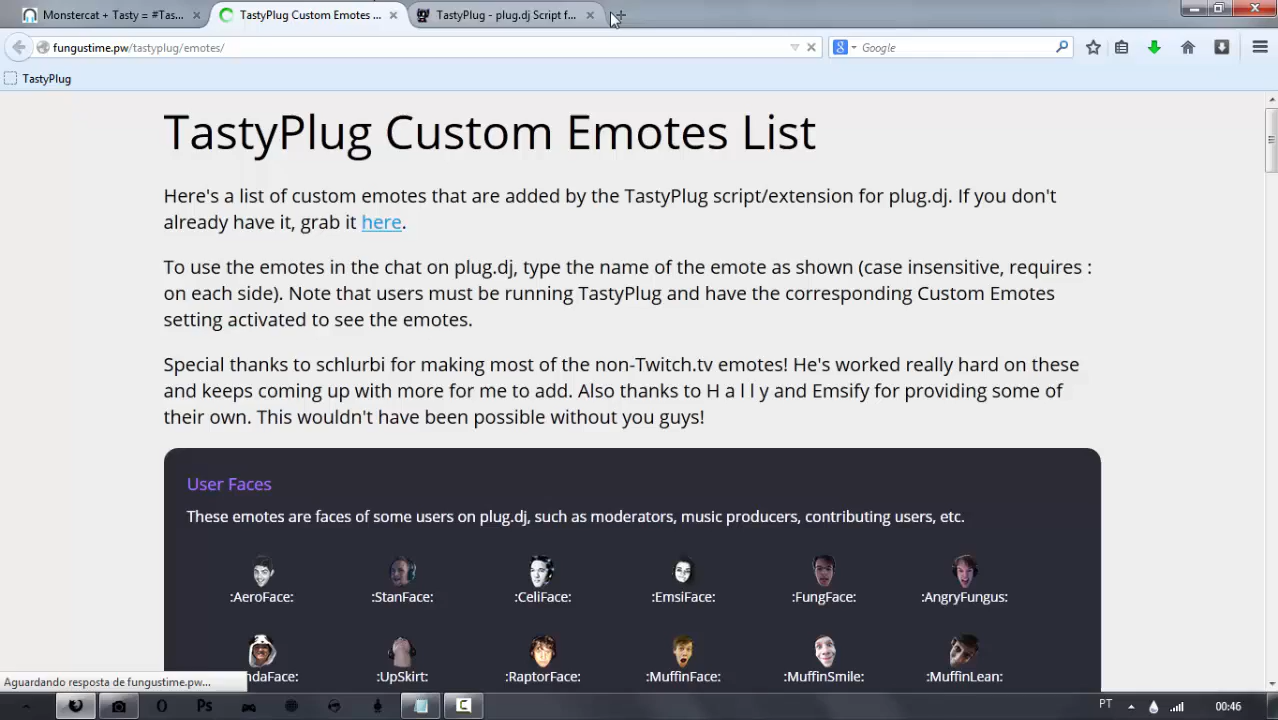 Monstercat + Tasty = #Tas...
TastyPlug Custom Emotes ...
TastyPlug - plug.dj Script f...
fungustime.pw/tastyplug/emotes/
Google
TastyPlug
TastyPlug Custom Emotes List
Here's a list of custom emotes that are added by the TastyPlug script/extension for plug.dj. If you don't
already have it, grab it here.
To use the emotes in the chat on plug.dj, type the name of the emote as shown (case insensitive, requires :
on each side). Note that users must be running TastyPlug and have the corresponding Custom Emotes
setting activated to see the emotes.
Special thanks to schlurbi for making most of the non-Twitch.tv emotes! He's worked really hard on these
and keeps coming up with more for me to add. Also thanks to H a l l y and Emsify for providing some of
their own. This wouldn't have been possible without you guys!
User Faces
These emotes are faces of some users on plug.dj, such as moderators, music producers, contributing users, etc.
:AeroFace: :StanFace: :CeliFace: :EmsiFace: :FungFace: :AngryFungus:
ndaFace: :UpSkirt: :RaptorFace: :MuffinFace: :MuffinSmile: :MuffinLean:
Aguardando resposta de fungustime.pw...
Ps PT 00:46